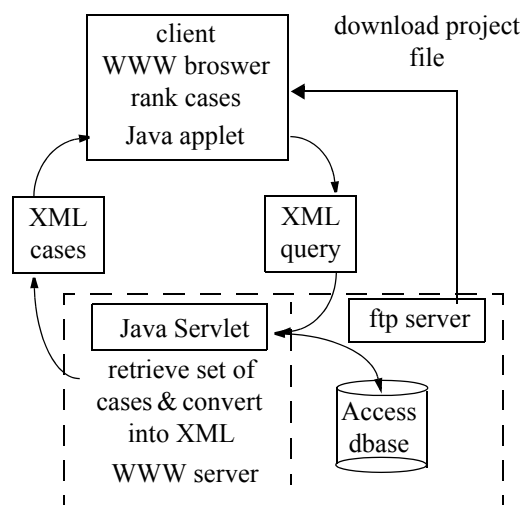 client
WWW broswer
rank cases
Java applet
download project
file
XML
cases
XML
query
Java Servlet
ftp server
retrieve set of
cases & convert
into XML
WWW server
Access
dbase